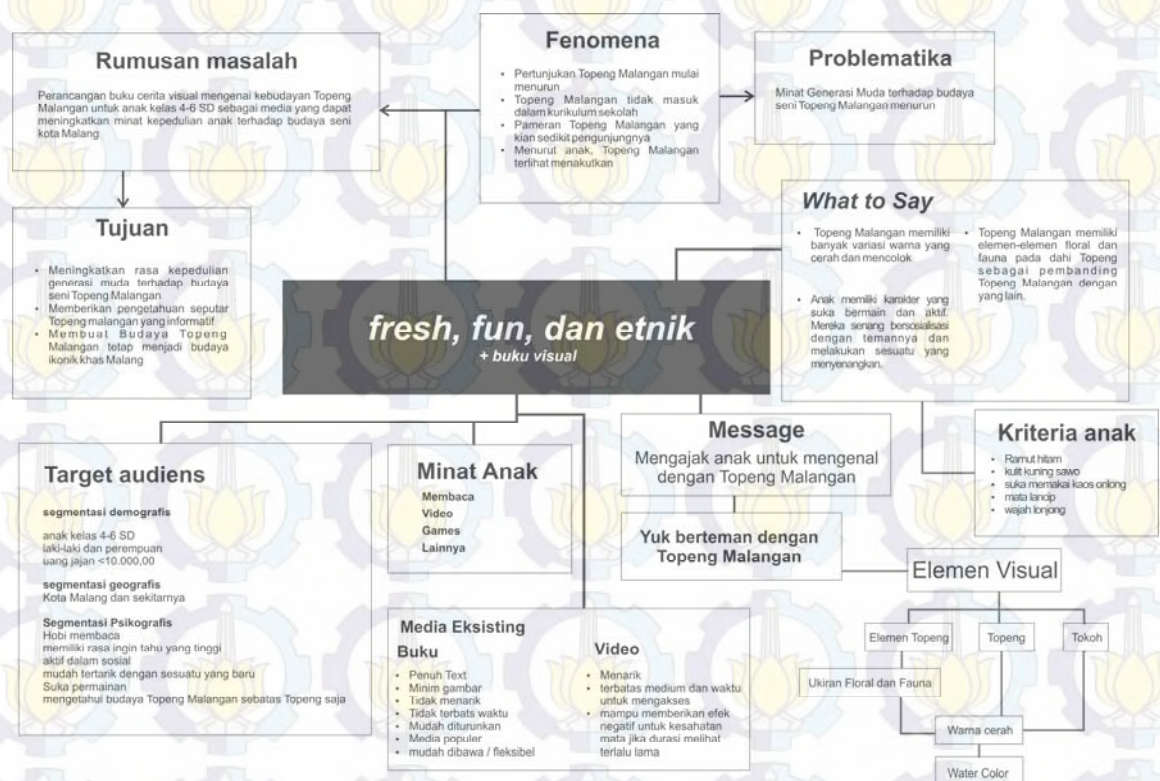 Rumusan masalah
Perancangan buku cerita visual mengenai kebudayan Topeng
Malangan untuk anak kelas 4-6 SD sebagai media yang dapat
meningkatkan minat kepedulian anak terhadap budaya seni
kota Malang
Fenomena
• Pertunjukan Topeng Malangan mulai
menurun
• Topeng Malangan tidak masuk
dalam kurikulum sekolah
• Pameran Topeng Malangan yang
kian sedikit pengunjungnya
• Menurut anak, Topeng Malangan
terlihat menakutkan
Problematika
Minat Generasi Muda terhadap budaya
seni Topeng Malangan menurun
Tujuan
• Meningkatkan rasa kepedulian
generasi muda terhadap budaya
seni Topeng Malangan
• Memberikan pengetahuan seputar
Topeng malangan yang informatif
• Membuat Budaya Topeng
Malangan tetap menjadi budaya
ikonik khas Malang
What to Say
• Topeng Malangan memiliki
banyak variasi warna yang
cerah dan mencolok
• Anak memiliki karakter yang
suka bermain dan aktif.
Mereka senang bersosialisasi
dengan temannya dan
melakukan sesuatu yang
menyenangkan.
• Topeng Malangan memiliki
elemen-elemen floral dan
fauna pada dahi Topeng
sebagai pembanding
Topeng Malangan dengan
yang lain.
fresh, fun, dan etnik
+ buku visual
Target audiens
segmentasi demografis
anak kelas 4-6 SD
laki-laki dan perempuan
uang jajan <10.000,00
segmentasi geografis
Kota Malang dan sekitarnya
Segmentasi Psikografis
Hobi membaca
memiliki rasa ingin tahu yang tinggi
aktif dalam sosial
mudah tertarik dengan sesuatu yang baru
Suka permainan
mengetahui budaya Topeng Malangan sebatas Topeng saja
Minat Anak
Membaca
Video
Games
Lainnya
Message
Mengajak anak untuk mengenal
dengan Topeng Malangan
Yuk berteman dengan
Topeng Malangan
Kriteria anak
• Ramut hitam
• kulit kuning sawo
• suka memakai kaos onlong
• mata lancip
• wajah lonjong
Media Eksisting
Buku
• Penuh Text
• Minim gambar
• Tidak menarik
• Tidak terbats waktu
• Mudah diturunkan
• Media populer
• mudah dibawa / fleksibel
Video
• Menarik
• terbatas medium dan waktu
untuk mengakses
• mampu memberikan efek
negatif untuk kesahatan
mata jika durasi melihat
terlalu lama
Elemen Visual
Elemen Topeng
Topeng
Tokoh
Ukiran Floral dan Fauna
Warna cerah
Water Color